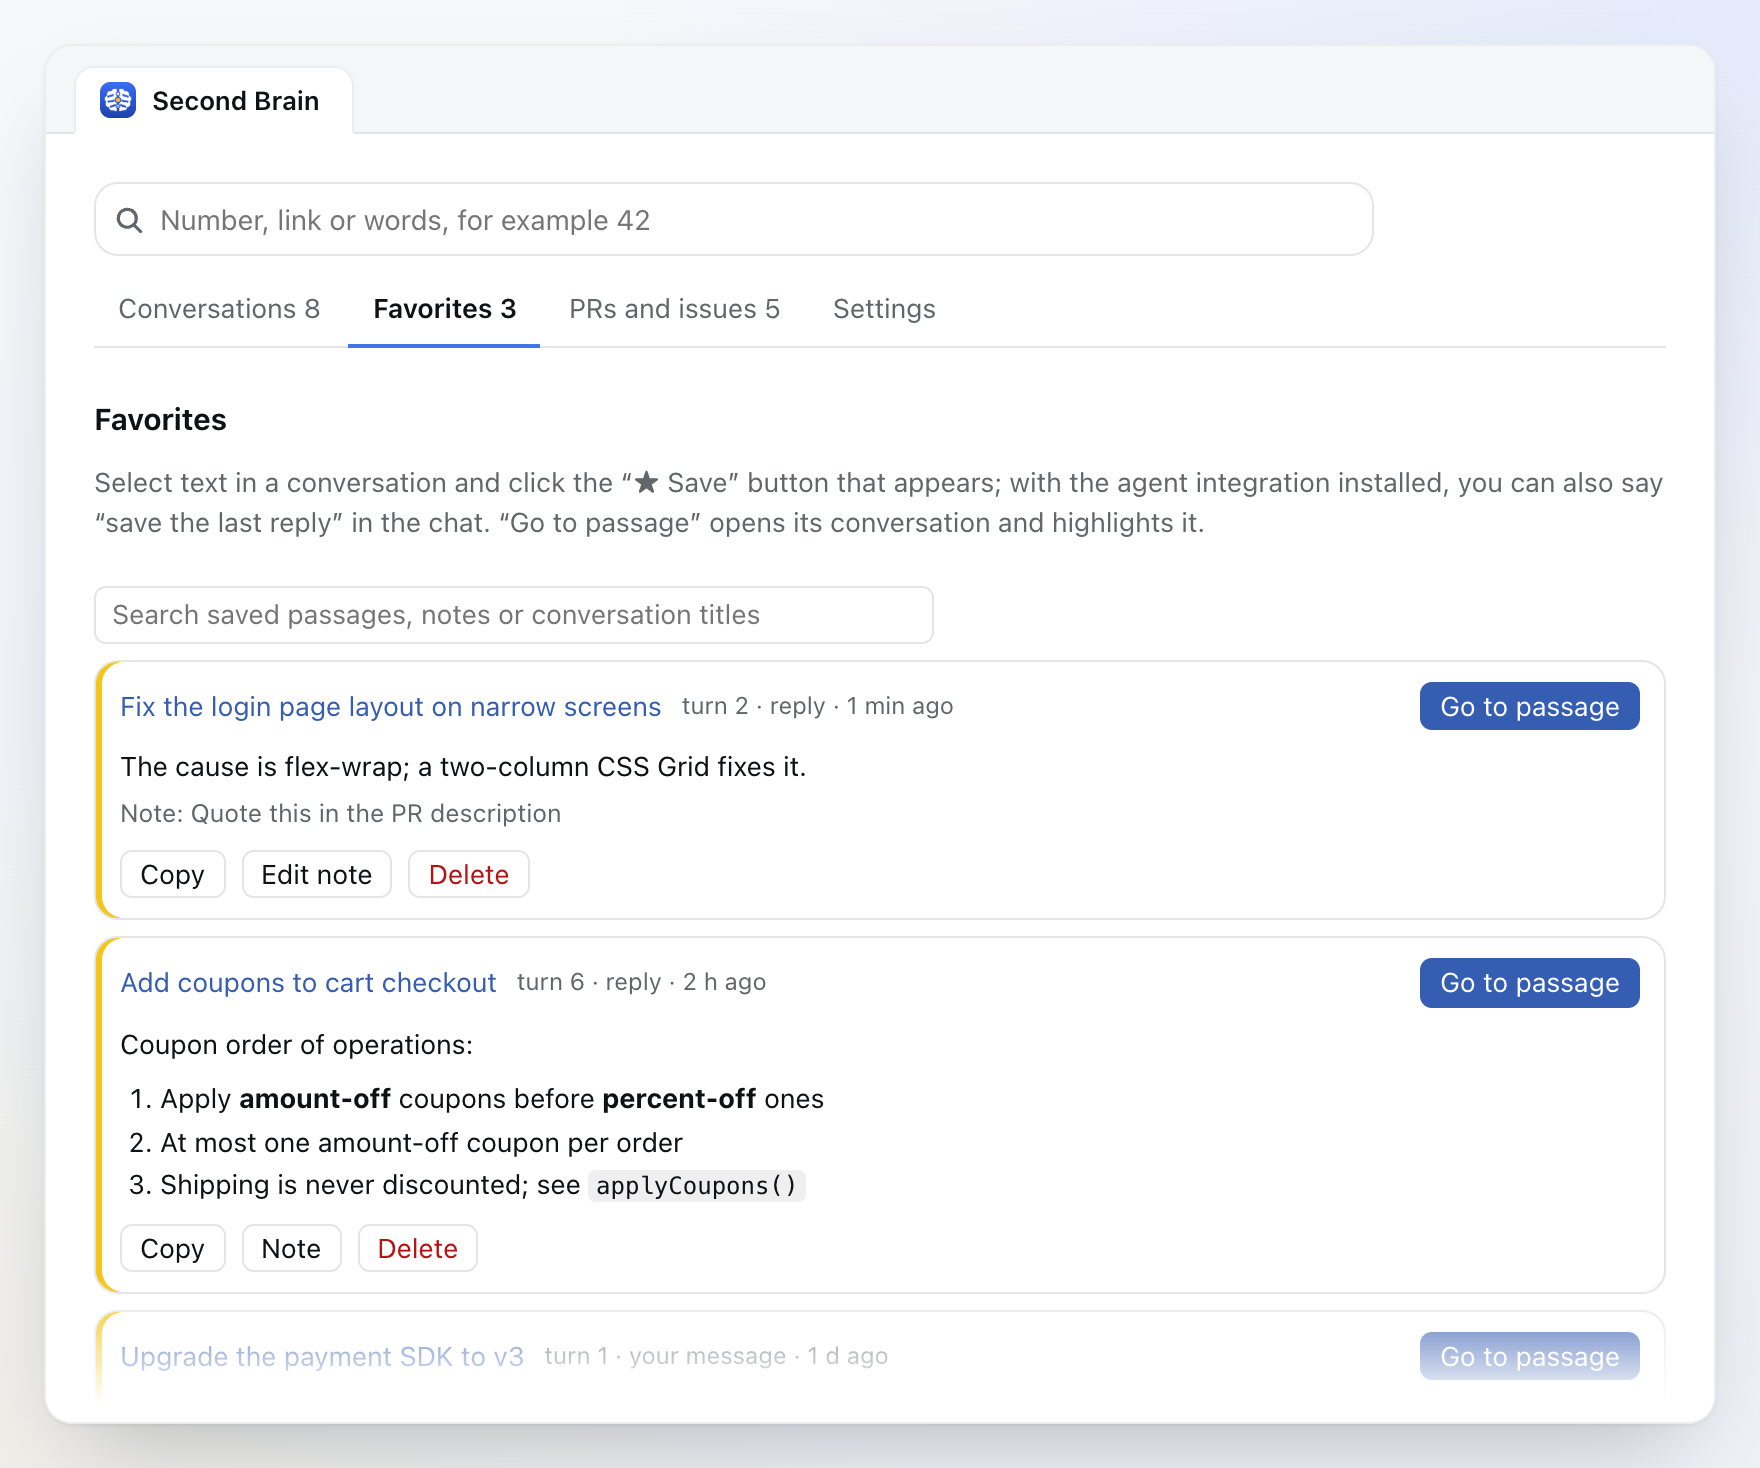 Second Brain
Number, link or words, for example 42
Conversations 8 Favorites 3 PRs and issues 5 Settings
Favorites
Select text in a conversation and click the “★ Save” button that appears; with the agent integration installed, you can also say
“save the last reply” in the chat. “Go to passage” opens its conversation and highlights it.
Search saved passages, notes or conversation titles
Fix the login page layout on narrow screens turn 2 · reply · 1 min ago Go to passage
The cause is flex-wrap; a two-column CSS Grid fixes it.
Note: Quote this in the PR description
Copy Edit note Delete
Add coupons to cart checkout turn 6 · reply · 2 h ago Go to passage
Coupon order of operations:
1. Apply amount-off coupons before percent-off ones
2. At most one amount-off coupon per order
3. Shipping is never discounted; see applyCoupons()
Copy Note Delete
Upgrade the payment SDK to v3 turn 1 · your message · 1 d ago Go to passage